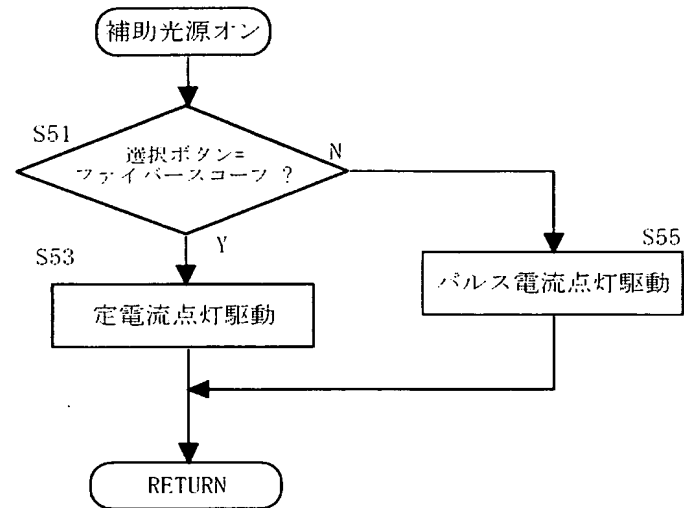 補助光源オン
S51
選択ボタン=
ファイバースコープ ?
N
Y
S53
S55
定電流点灯駆動
パルス電流点灯駆動
RETURN